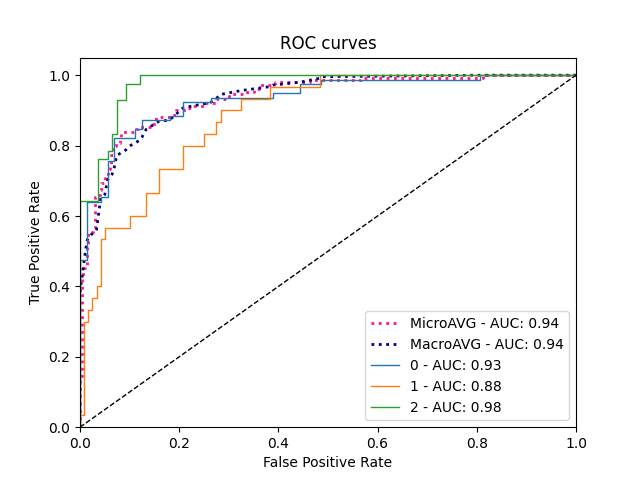 ROC curves
True Positive Rate
1.0
0.8
0.6
0.4
0.2
0.0
MicroAVG - AUC: 0.94
MacroAVG - AUC: 0.94
0 - AUC: 0.93
1 - AUC: 0.88
2 - AUC: 0.98
0.0 0.2 0.4 0.6 0.8 1.0
False Positive Rate